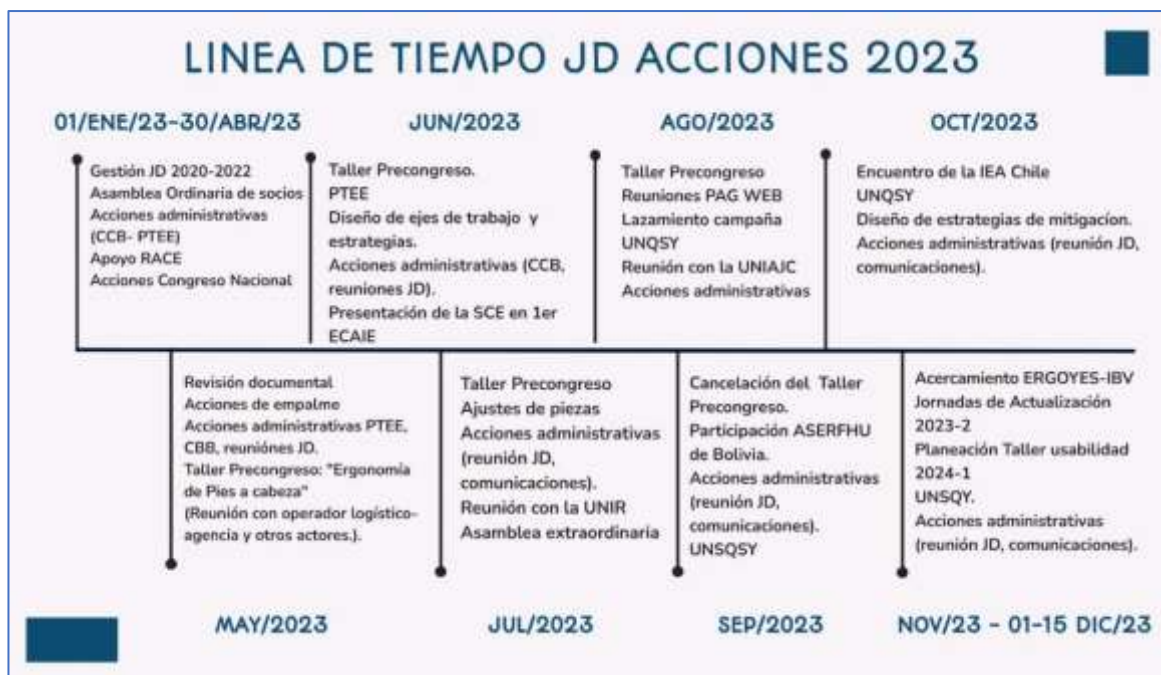 LINEA DE TIEMPO JD ACCIONES 2023
01/ENE/23-30/ABR/23
Gestión JD 2020-2022
Asamblea Ordinaria de socios
Acciones administrativas
(CCB- PTEE)
Apoyo RACE
Acciones Congreso Nacional
JUN/2023
Taller Precongreso.
PTEE
Diseño de ejes de trabajo y
estrategias.
Acciones administrativas (CCB,
reuniones JD).
Presentación de la SCE en 1er
ECAIE
AGO/2023
Taller Precongreso
Reuniones PAG WEB
Lazamiento campaña
UNQSY
Reunión con la UNIAJC
Acciones administrativas
OCT/2023
Encuentro de la IEA Chile
UNQSY
Diseño de estrategias de mitigacíon.
Acciones administrativas (reunión JD,
comunicaciones).
Revisión documental
Acciones de empalme
Acciones administrativas PTEE,
CBB, reuniónes JD.
Taller Precongreso: "Ergonomía
de Pies a cabeza"
(Reunión con operador logístico-
agencia y otros actores.).
MAY/2023
Taller Precongreso
Ajustes de piezas
Acciones administrativas
(reunión JD,
comunicaciones).
Reunión con la UNIR
Asamblea extraordinaria
JUL/2023
Cancelación del Taller
Precongreso.
Participación ASERFHU
de Bolivia.
Acciones administrativas
(reunión JD,
comunicaciones).
UNSQSY
SEP/2023
Acercamiento ERGOYES-IBV
Jornadas de Actualización
2023-2
Planeación Taller usabilidad
2024-1
UNSQY.
Acciones administrativas
(reunión JD, comunicaciones).
NOV/23 - 01-15 DIC/23